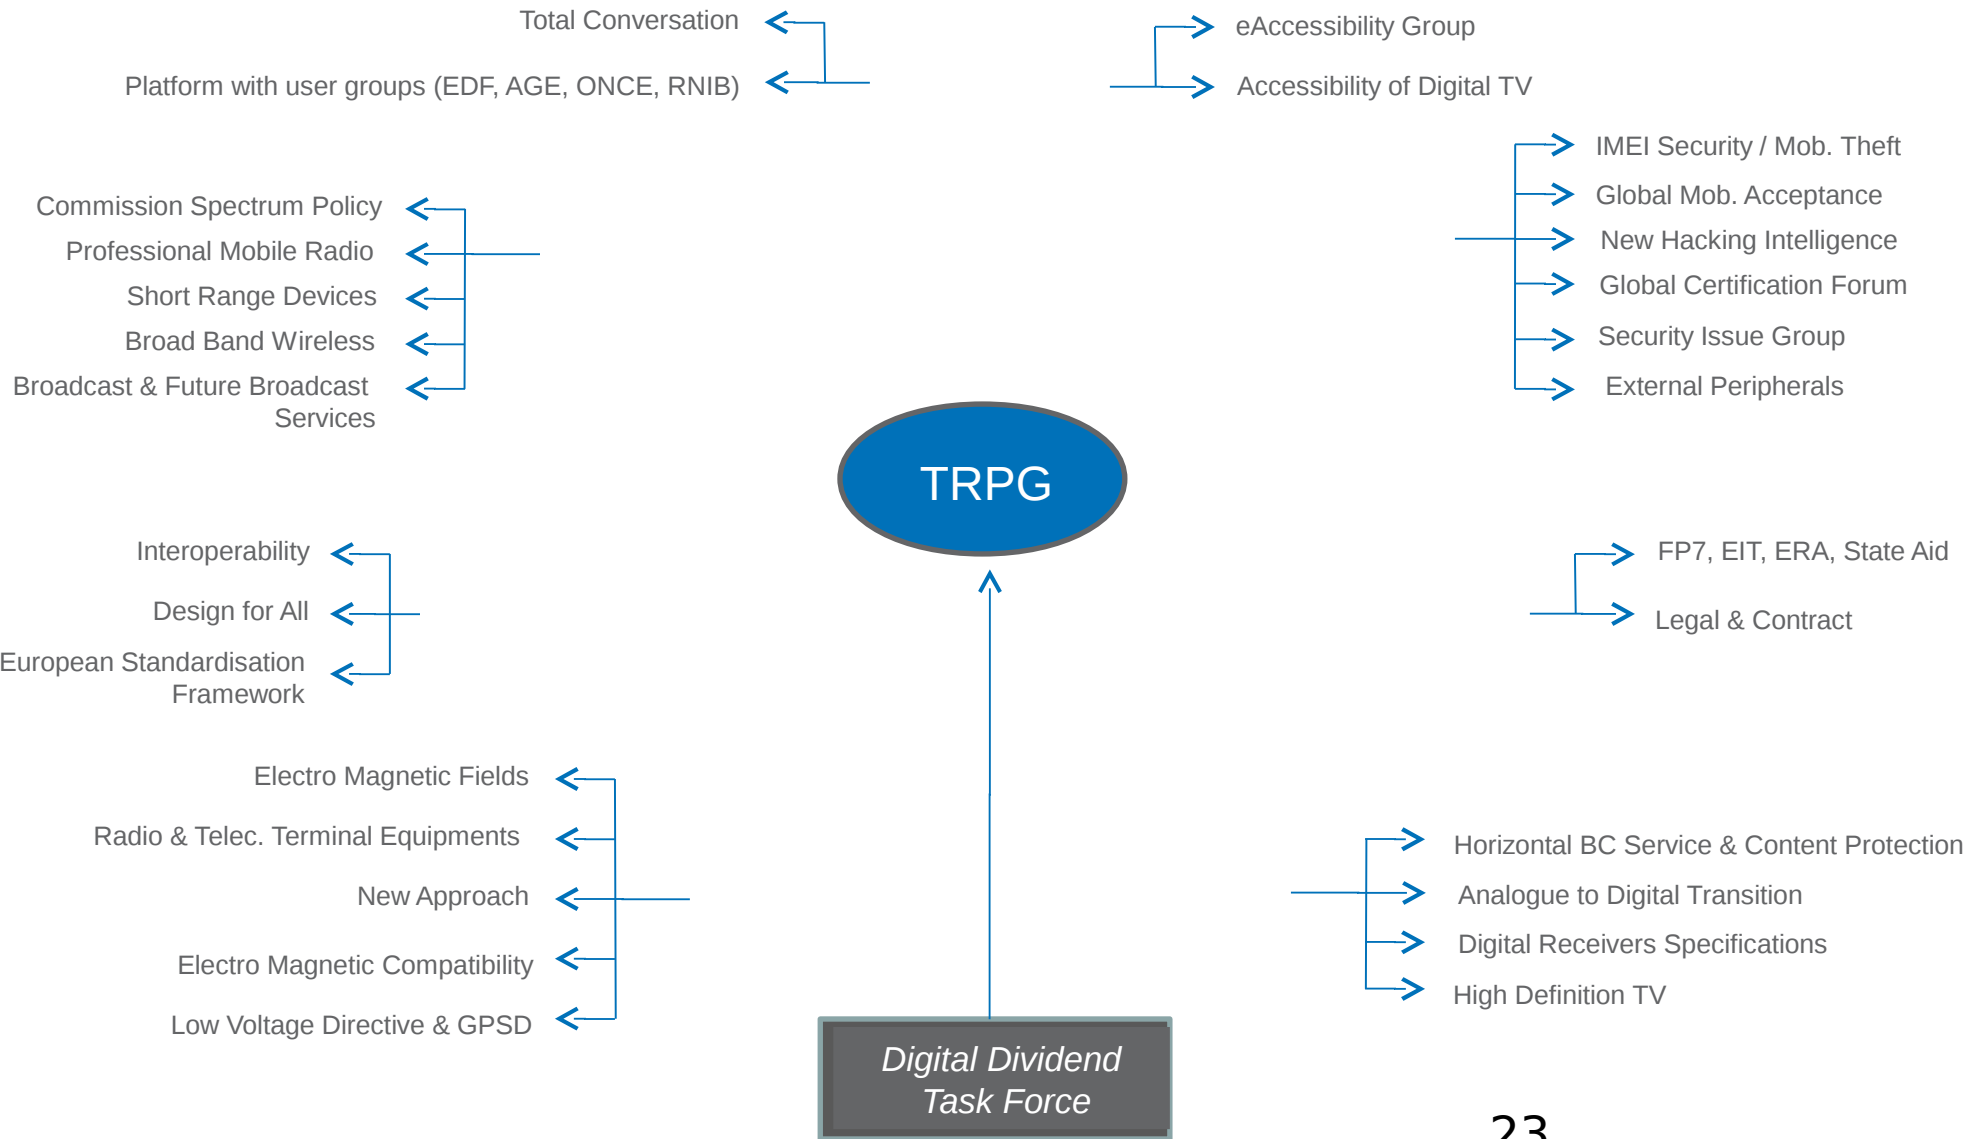 Total Conversation
Platform with user groups (EDF, AGE, ONCE, RNIB)
eAccessibility Group
Accessibility of Digital TV
IMEI Security / Mob. Theft
Global Mob. Acceptance
New Hacking Intelligence
Global Certification Forum
Security Issue Group
External Peripherals
Commission Spectrum Policy
Professional Mobile Radio
Short Range Devices
Broad Band Wireless
Broadcast & Future Broadcast
Services
TRPG
Interoperability
Design for All
European Standardisation
Framework
FP7, EIT, ERA, State Aid
Legal & Contract
Electro Magnetic Fields
Radio & Telec. Terminal Equipments
New Approach
Electro Magnetic Compatibility
Low Voltage Directive & GPSD
Horizontal BC Service & Content Protection
Analogue to Digital Transition
Digital Receivers Specifications
High Definition TV
Digital Dividend
Task Force
23